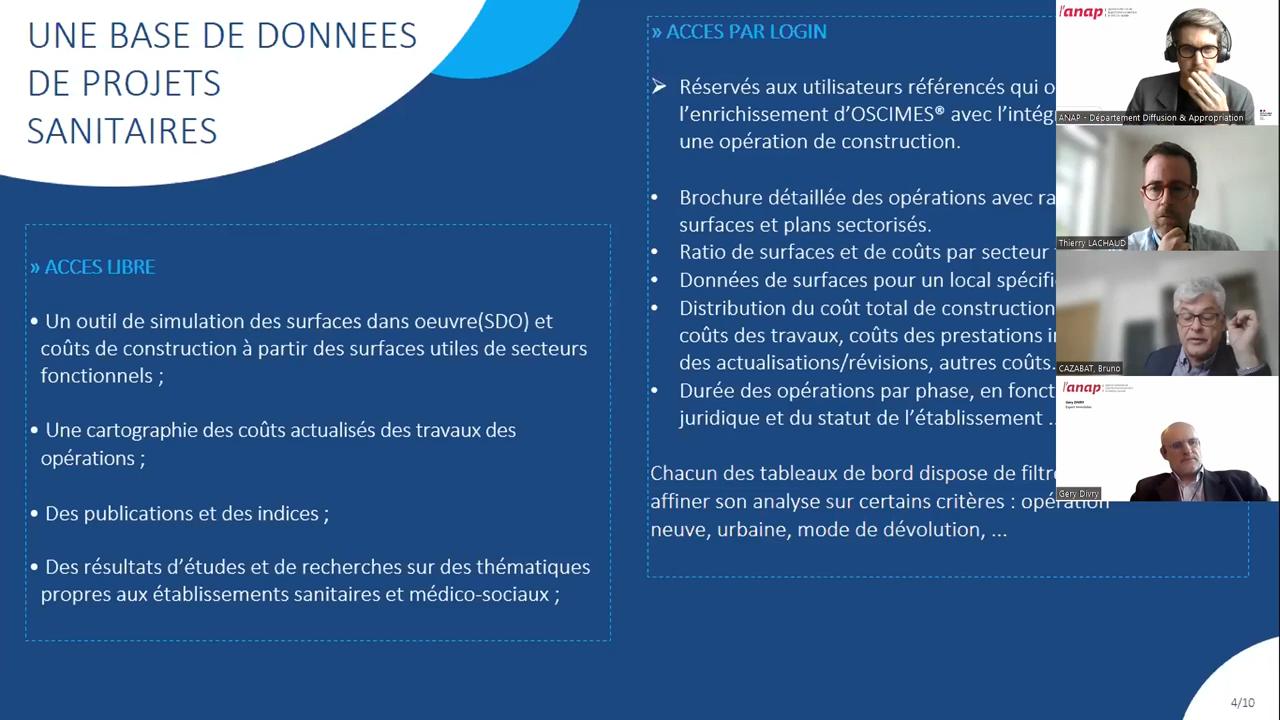 UNE BASE DE DONNEES
DE PROJETS
SANITAIRES
» ACCES LIBRE
• Un outil de simulation des surfaces dans oeuvre(SDO) et
coûts de construction à partir des surfaces utiles de secteurs
fonctionnels ;
• Une cartographie des coûts actualisés des travaux des
opérations ;
• Des publications et des indices ;
• Des résultats d’études et de recherches sur des thématiques
propres aux établissements sanitaires et médico-sociaux ;
» ACCES PAR LOGIN
➢ Réservés aux utilisateurs référencés qui
l’enrichissement d’OSCIMES® avec
une opération de construction.
• Brochure détaillée des opérations avec
surfaces et plans sectorisés.
• Ratio de surfaces et de coûts par secteur
• Données de surfaces pour un local
• Distribution du coût total de construction
coûts des travaux, coûts des prestations
des actualisations/révisions, autres coûts.
• Durée des opérations par phase, en
juridique et du statut de l’établissement ..
Chacun des tableaux de bord dispose de
affiner son analyse sur certains critères : opération
neuve, urbaine, mode de dévolution, ...
l'anap
ANAP - Département Diffusion & Appropriation
Thierry LACHAUD
CAZABAT, Bruno
l'anap
Gery DIVRY
Expert Immobilier
Gery Divry
4/10